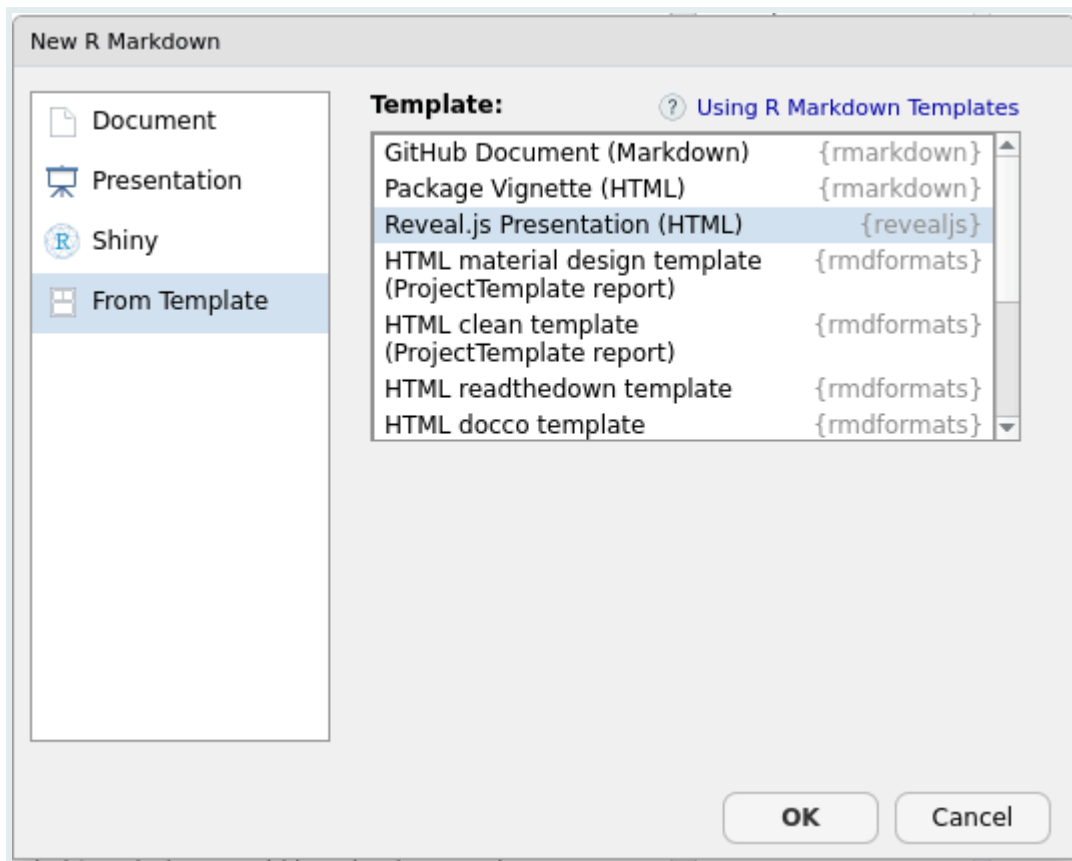 New R Markdown
Document
Presentation
Shiny
From Template
Template:
? Using R Markdown Templates
GitHub Document (Markdown) {rmarkdown}
Package Vignette (HTML) {rmarkdown}
Reveal.js Presentation (HTML) {revealjs}
HTML material design template {rmdformats}
(ProjectTemplate report)
HTML clean template {rmdformats}
(ProjectTemplate report)
HTML readthedown template {rmdformats}
HTML docco template {rmdformats}
OK
Cancel